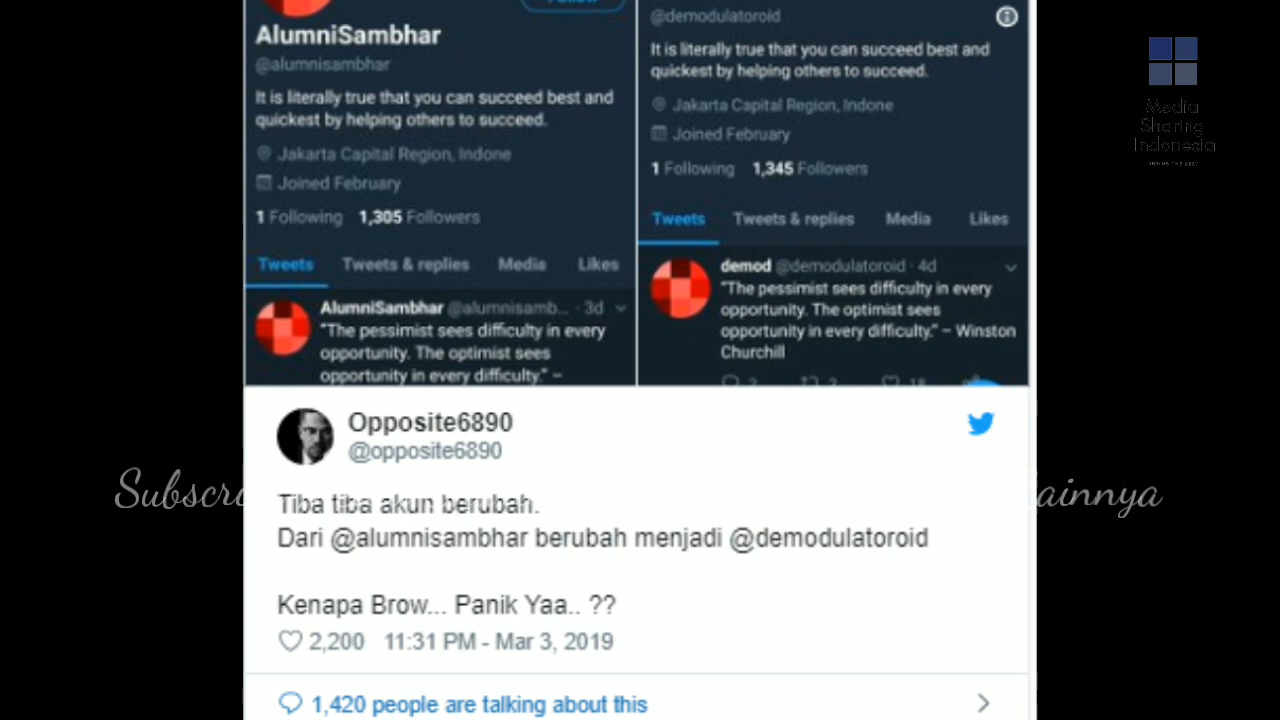 Follow
AlumniSambhar
@alumnisambhar
It is literally true that you can succeed best and
quickest by helping others to succeed.
Jakarta Capital Region, Indone
Joined February
1 Following 1,305 Followers
Tweets Tweets & replies Media Likes
AlumniSambhar @alumnisamb... · 3d
"The pessimist sees difficulty in every
opportunity. The optimist sees
opportunity in every difficulty." –
@demodulatoroid
It is literally true that you can succeed best and
quickest by helping others to succeed.
Jakarta Capital Region, Indone
Joined February
1 Following 1,345 Followers
Tweets Tweets & replies Media Likes
demod @demodulatoroid · 4d
"The pessimist sees difficulty in every
opportunity. The optimist sees
opportunity in every difficulty." – Winston
Churchill
Media
Sharing
Indonesia
Opposite6890
@opposite6890
Subscr
ainnya
Tiba tiba akun berubah.
Dari @alumnisambhar berubah menjadi @demodulatoroid
Kenapa Brow... Panik Yaa.. ??
2,200 11:31 PM - Mar 3, 2019
1,420 people are talking about this